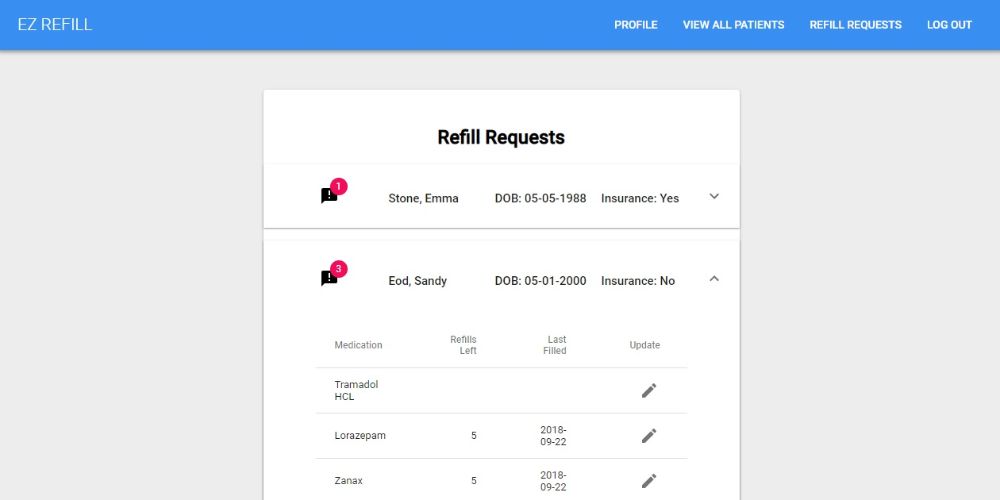 EZ REFILL
PROFILE VIEW ALL PATIENTS REFILL REQUESTS LOG OUT
Refill Requests
1
Stone, Emma DOB: 05-05-1988 Insurance: Yes
3
Eod, Sandy DOB: 05-01-2000 Insurance: No
Medication Refills Left Last Filled Update
Tramadol
HCL
Lorazepam 5 2018-
09-22
Zanax 5 2018-
09-22